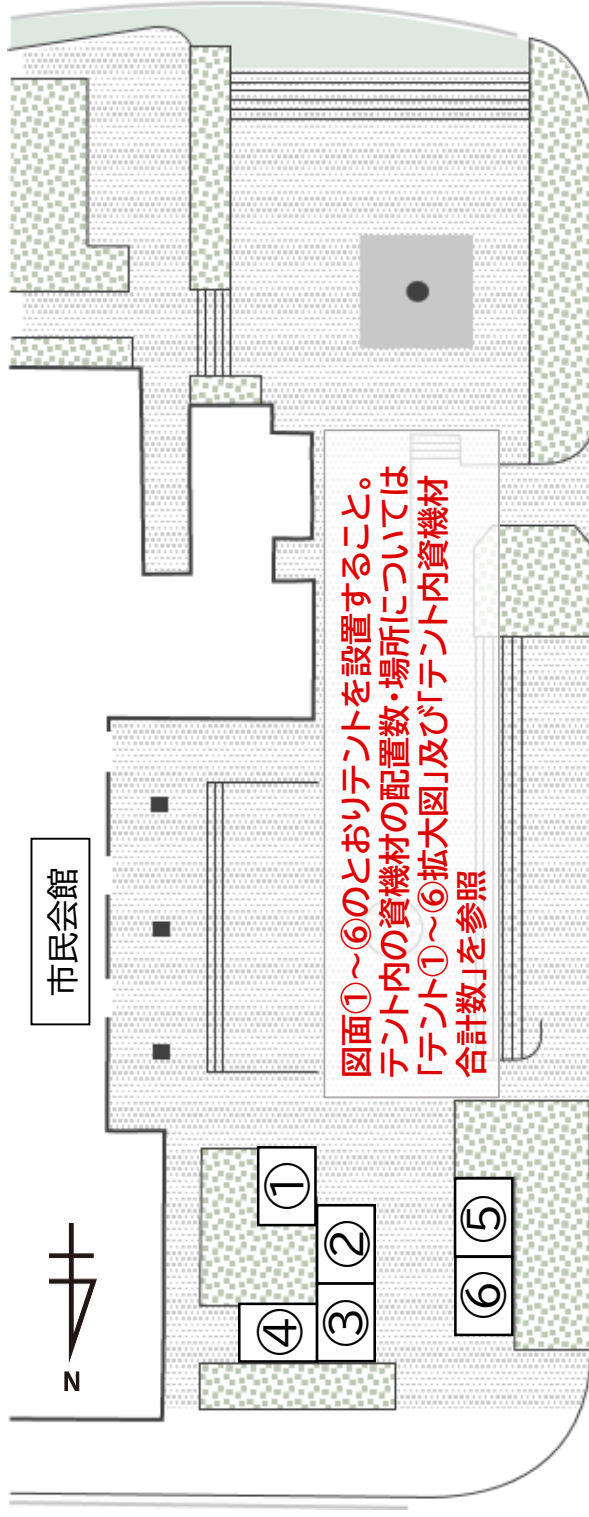 市民会館
図面①～⑥のとおりテントを設置すること。
テント内の資機材の配置数・場所については
「テント①～⑥拡大図」及び「テント内資機材
合計数」を参照
①
②
③
④
⑤
⑥
N